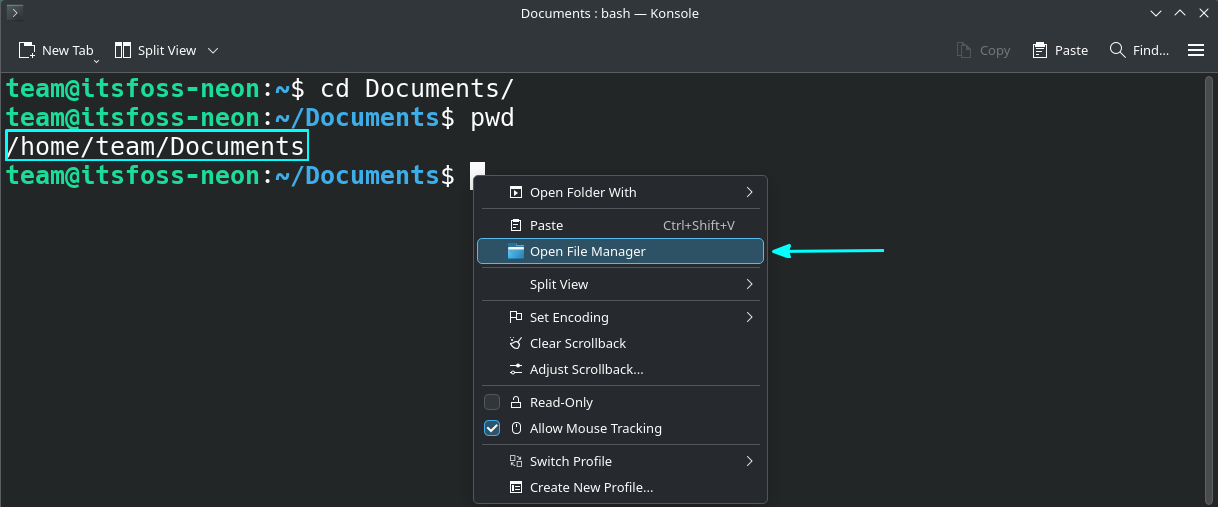 Documents : bash — Konsole
New Tab Split View Copy Paste Find...
team@itsfoss-neon:~$ cd Documents/
team@itsfoss-neon:~/Documents$ pwd
/home/team/Documents
team@itsfoss-neon:~/Documents$
Open Folder With
Paste Ctrl+Shift+V
Open File Manager
Split View
Set Encoding
Clear Scrollback
Adjust Scrollback...
Read-Only
Allow Mouse Tracking
Switch Profile
Create New Profile...